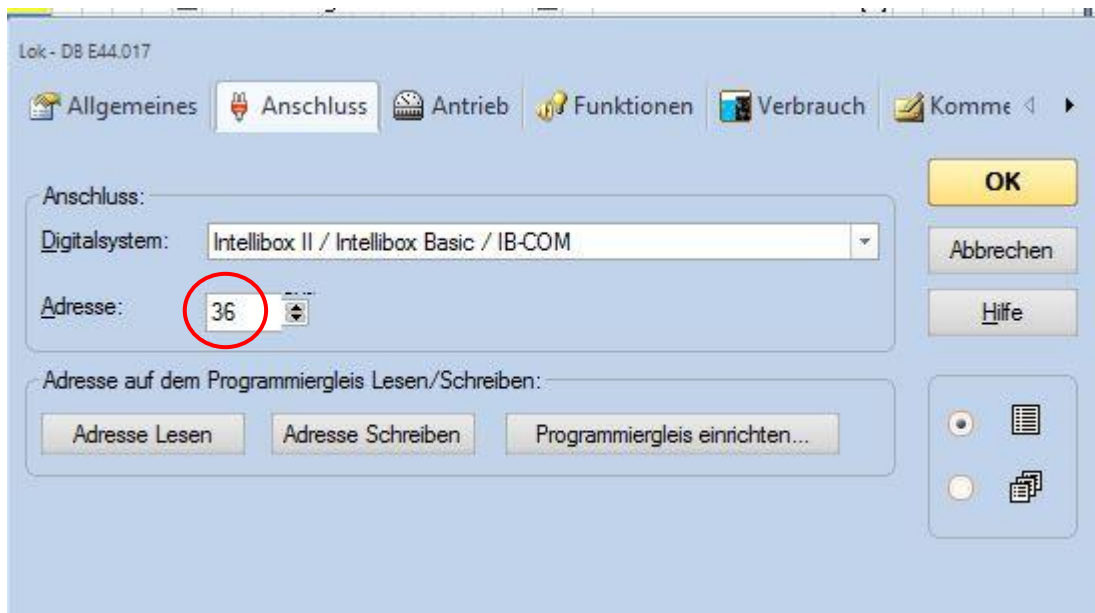 Lok - DB E44.017
Allgemeines Anschluss Antrieb Funktionen Verbrauch Komme
Anschluss:
Digitalsystem: Intellibox II / Intellibox Basic / IB-COM
Adresse: 36
Adresse auf dem Programmiergleis Lesen/Schreiben:
Adresse Lesen Adresse Schreiben Programmiergleis einrichten...
OK
Abbrechen
Hilfe